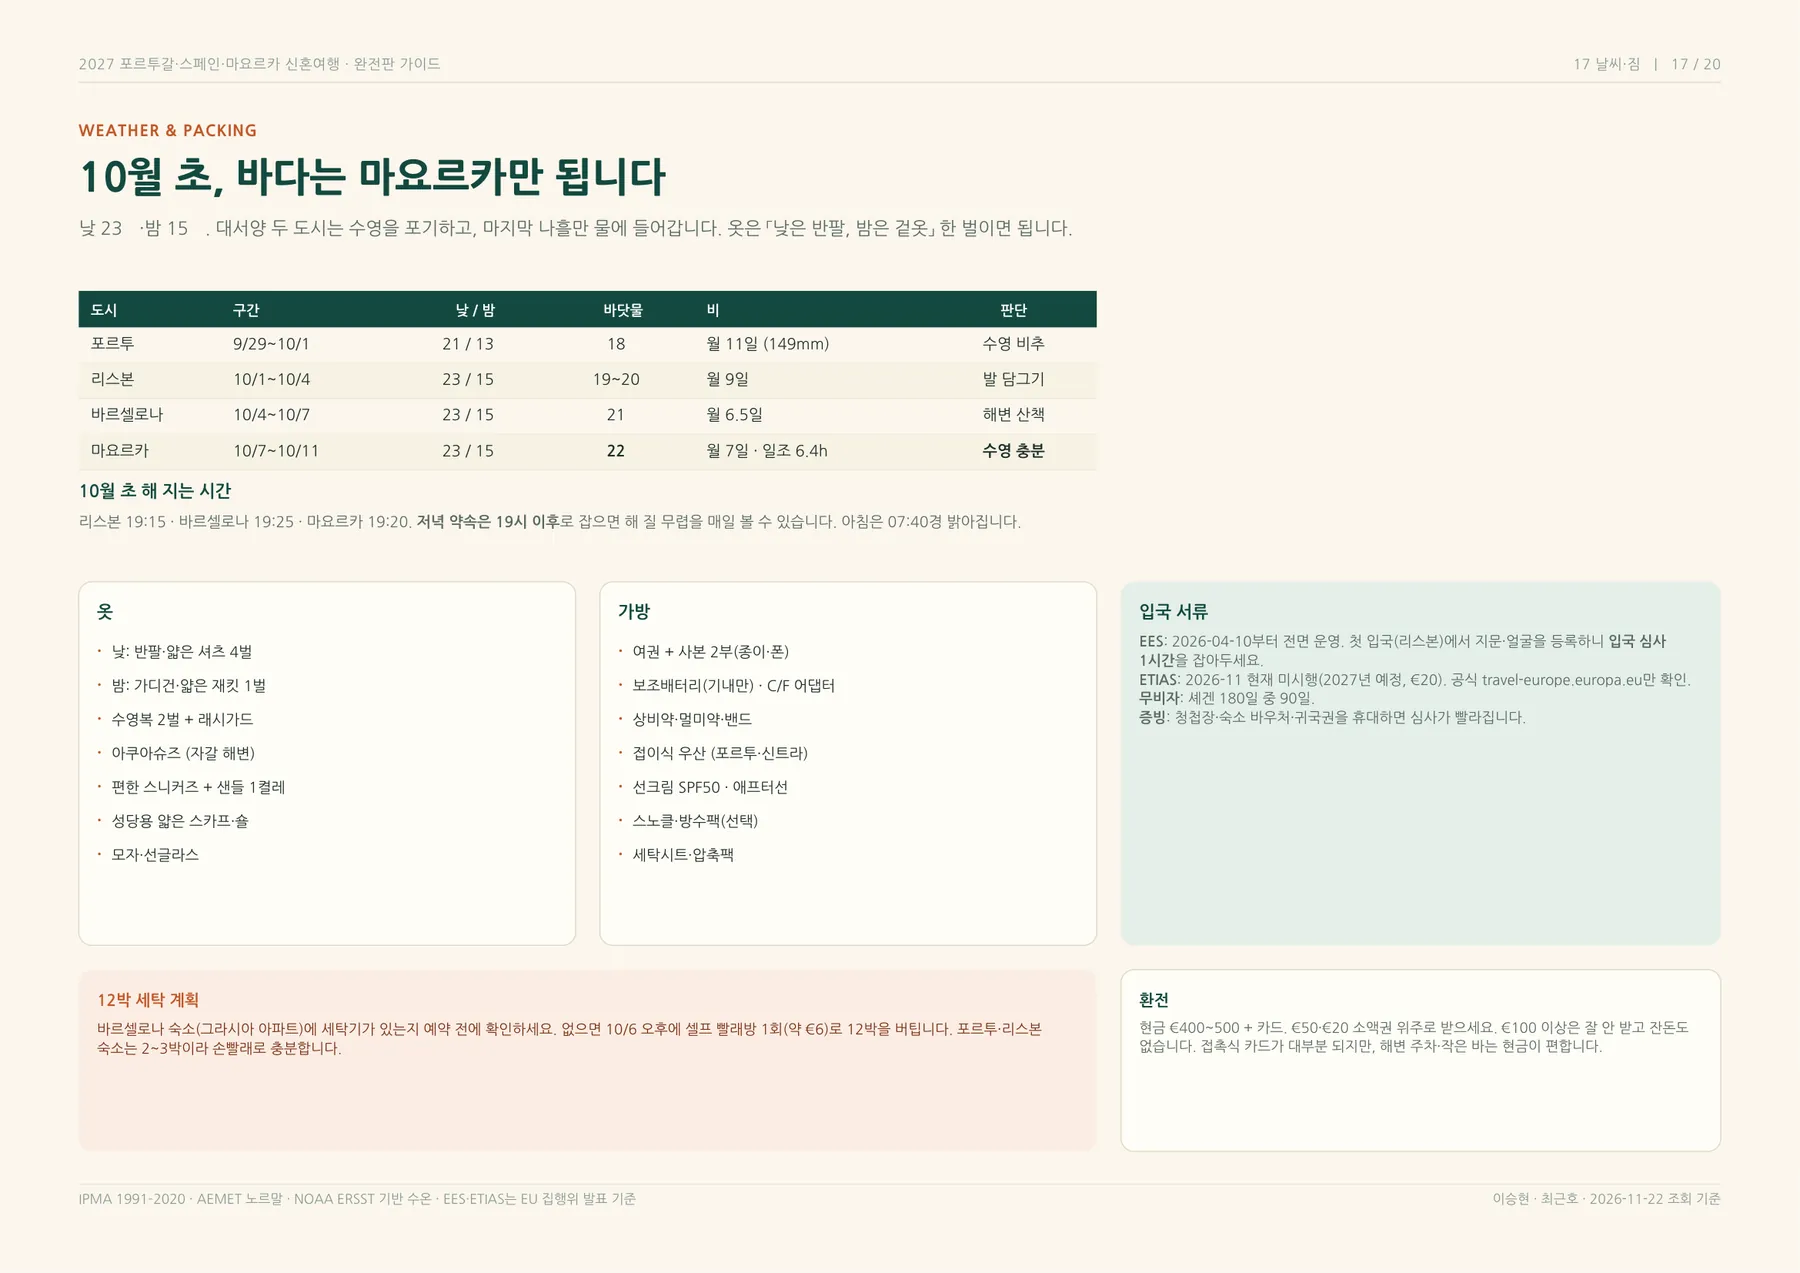 2027 포르투갈·스페인·마요르카 신혼여행 · 완전판 가이드
17 날씨·짐 | 17 / 20
WEATHER & PACKING
10월 초, 바다는 마요르카만 됩니다
낮 23 ·밤 15 . 대서양 두 도시는 수영을 포기하고, 마지막 나흘만 물에 들어갑니다. 옷은 「낮은 반팔, 밤은 겉옷」 한 벌이면 됩니다.
도시 구간 낮 / 밤 바닷물 비 판단
포르투 9/29~10/1 21 / 13 18 월 11일 (149mm) 수영 비추
리스본 10/1~10/4 23 / 15 19~20 월 9일 발 담그기
바르셀로나 10/4~10/7 23 / 15 21 월 6.5일 해변 산책
마요르카 10/7~10/11 23 / 15 22 월 7일 · 일조 6.4h 수영 충분
10월 초 해 지는 시간
리스본 19:15 · 바르셀로나 19:25 · 마요르카 19:20. 저녁 약속은 19시 이후로 잡으면 해 질 무렵을 매일 볼 수 있습니다. 아침은 07:40경 밝아집니다.
옷
· 낮: 반팔·얇은 셔츠 4벌
· 밤: 가디건·얇은 재킷 1벌
· 수영복 2벌 + 래시가드
· 아쿠아슈즈 (자갈 해변)
· 편한 스니커즈 + 샌들 1켤레
· 성당용 얇은 스카프·숄
· 모자·선글라스
가방
· 여권 + 사본 2부(종이·폰)
· 보조배터리(기내만) · C/F 어댑터
· 상비약·멀미약·밴드
· 접이식 우산 (포르투·신트라)
· 선크림 SPF50 · 애프터선
· 스노클·방수팩(선택)
· 세탁시트·압축팩
입국 서류
EES: 2026-04-10부터 전면 운영. 첫 입국(리스본)에서 지문·얼굴을 등록하니 입국 심사
1시간을 잡아두세요.
ETIAS: 2026-11 현재 미시행(2027년 예정, €20). 공식 travel-europe.europa.eu만 확인.
무비자: 셰겐 180일 중 90일.
증빙: 청첩장·숙소 바우처·귀국권을 휴대하면 심사가 빨라집니다.
12박 세탁 계획
바르셀로나 숙소(그라시아 아파트)에 세탁기가 있는지 예약 전에 확인하세요. 없으면 10/6 오후에 셀프 빨래방 1회(약 €6)로 12박을 버팁니다. 포르투·리스본
숙소는 2~3박이라 손빨래로 충분합니다.
환전
현금 €400~500 + 카드. €50·€20 소액권 위주로 받으세요. €100 이상은 잘 안 받고 잔돈도
없습니다. 접촉식 카드가 대부분 되지만, 해변 주차·작은 바는 현금이 편합니다.
IPMA 1991-2020 · AEMET 노르말 · NOAA ERSST 기반 수온 · EES·ETIAS는 EU 집행위 발표 기준
이승현 · 최근호 · 2026-11-22 조회 기준